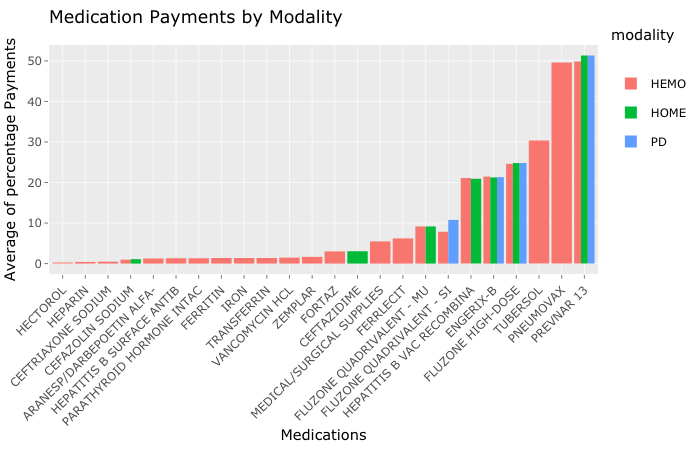 Medication Payments by Modality
modality
HEMO
HOME
PD
Average of percentage Payments
50
40
30
20
10
0
HECTOROL
HEPARIN
CEFTRIAXONE SODIUM
CEFAZOLIN SODIUM
ARANESP/DARBEPOETIN ALFA-
HEPATITIS B SURFACE ANTIB
PARATHYROID HORMONE INTAC
FERRITIN
IRON
TRANSFERRIN
VANCOMYCIN HCL
ZEMPLAR
FORTAZ
CEFTAZIDIME
MEDICAL/SURGICAL SUPPLIES
FERRLECIT
FLUZONE QUADRIVALENT - MU
FLUZONE QUADRIVALENT - SI
HEPATITIS B VAC RECOMBINA
ENGERIX-B
FLUZONE HIGH-DOSE
TUBERSOL
PNEUMOVAX
PREVNAR 13
Medications